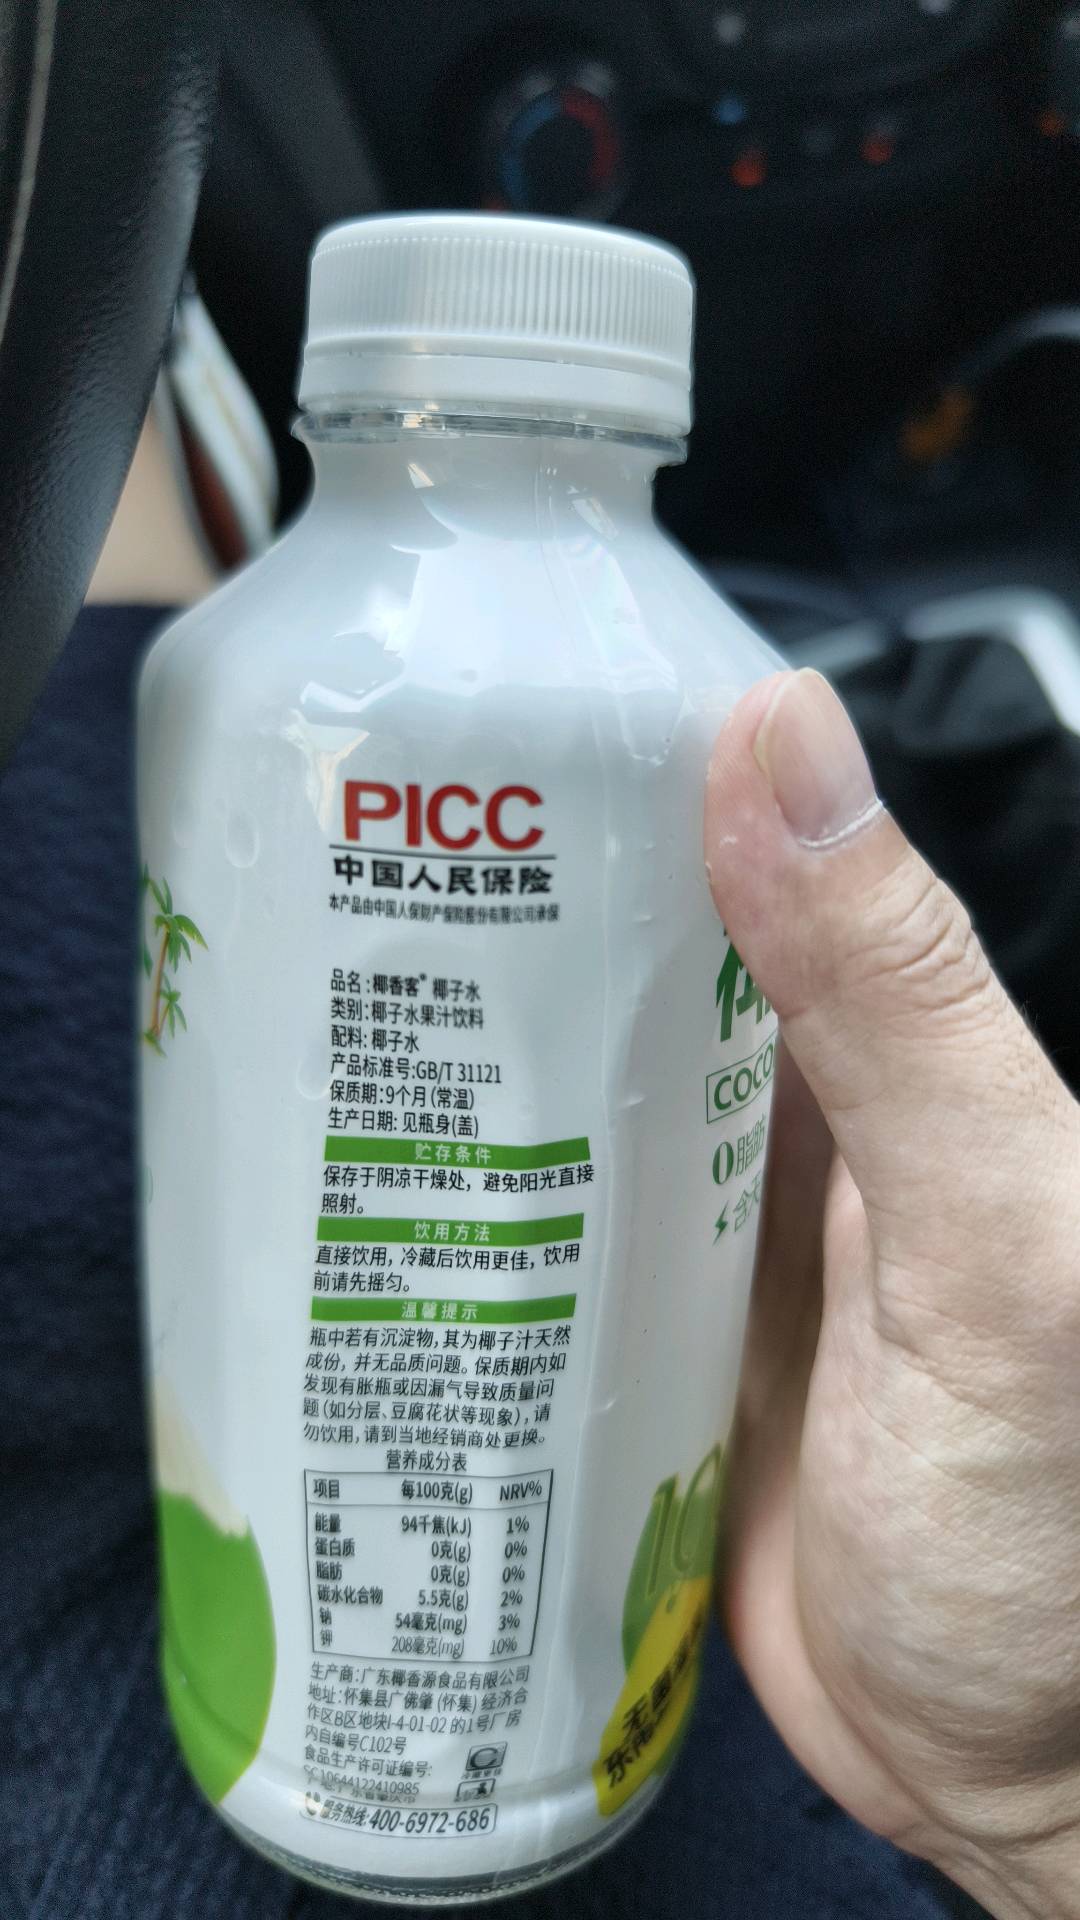 PICC
中国人民保险
本产品由中国人保财产保险股份有限公司承保
品名:椰香客® 椰子水
类别:椰子水果汁饮料
配料: 椰子水
产品标准号:GB/T 31121
保质期:9个月(常温)
生产日期: 见瓶身(盖)
贮存条件
保存于阴凉干燥处，避免阳光直接
照射。
饮用方法
直接饮用，冷藏后饮用更佳，饮用
前请先摇匀。
温馨提示
瓶中若有沉淀物，其为椰子汁天然
成份，并无品质问题。保质期内如
发现有胀瓶或因漏气导致质量问
题(如分层、豆腐花状等现象)，请
勿饮用，请到当地经销商处更换。
营养成分表
项目 每100克(g) NRV%
能量 94千焦(kJ) 1%
蛋白质 0克(g) 0%
脂肪 0克(g) 0%
碳水化合物 5.5克(g) 2%
钠 54毫克(mg) 3%
钾 208毫克(mg) 10%
生产商:广东椰香源食品有限公司
地址:怀集县广佛肇(怀集)经济合
作区B区地块I-4-01-02的1号厂房
内自编号C102号
食品生产许可证编号:
SC10644122410985
服务热线:400-6972-686
COCO
0脂肪
含天
10
无菌